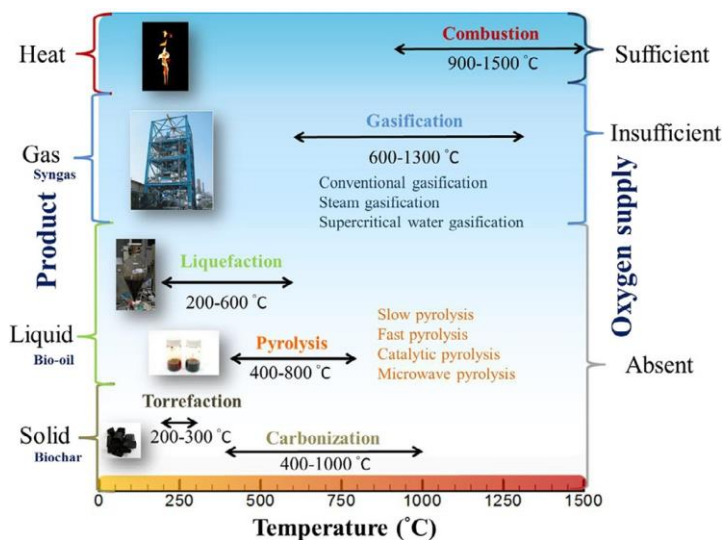 Heat
Combustion
900-1500 °C
Sufficient
Gas
Syngas
Gasification
600-1300 °C
Conventional gasification
Steam gasification
Supercritical water gasification
Insufficient
Product
Oxygen supply
Liquefaction
200-600 °C
Liquid
Bio-oil
Pyrolysis
400-800 °C
Slow pyrolysis
Fast pyrolysis
Catalytic pyrolysis
Microwave pyrolysis
Absent
Solid
Biochar
Torrefaction
200-300 °C
Carbonization
400-1000 °C
0 250 500 750 1000 1250 1500
Temperature (°C)